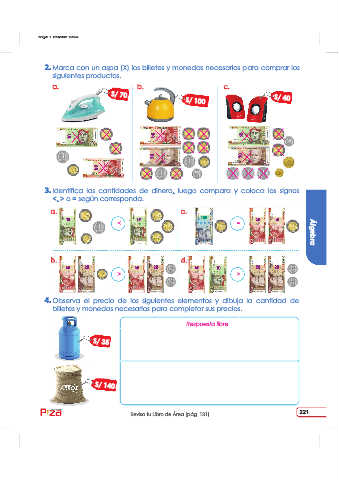 2. Marca con un aspa (X) los billetes y monedas necesarios para comprar los
siguientes productos.
a.
S/ 70
b.
S/ 100
c.
S/ 40
3. Identifica las cantidades de dinero, luego compara y coloca los signos
<, > o = según corresponda.
a.
c.
b.
d.
4. Observa el precio de los siguientes elementos y dibuja la cantidad de
billetes y monedas necesarios para completar sus precios.
Respuesta libre
S/ 35
S/ 140
Álgebra
Revisa tu Libro de Área (pág. 131)
221